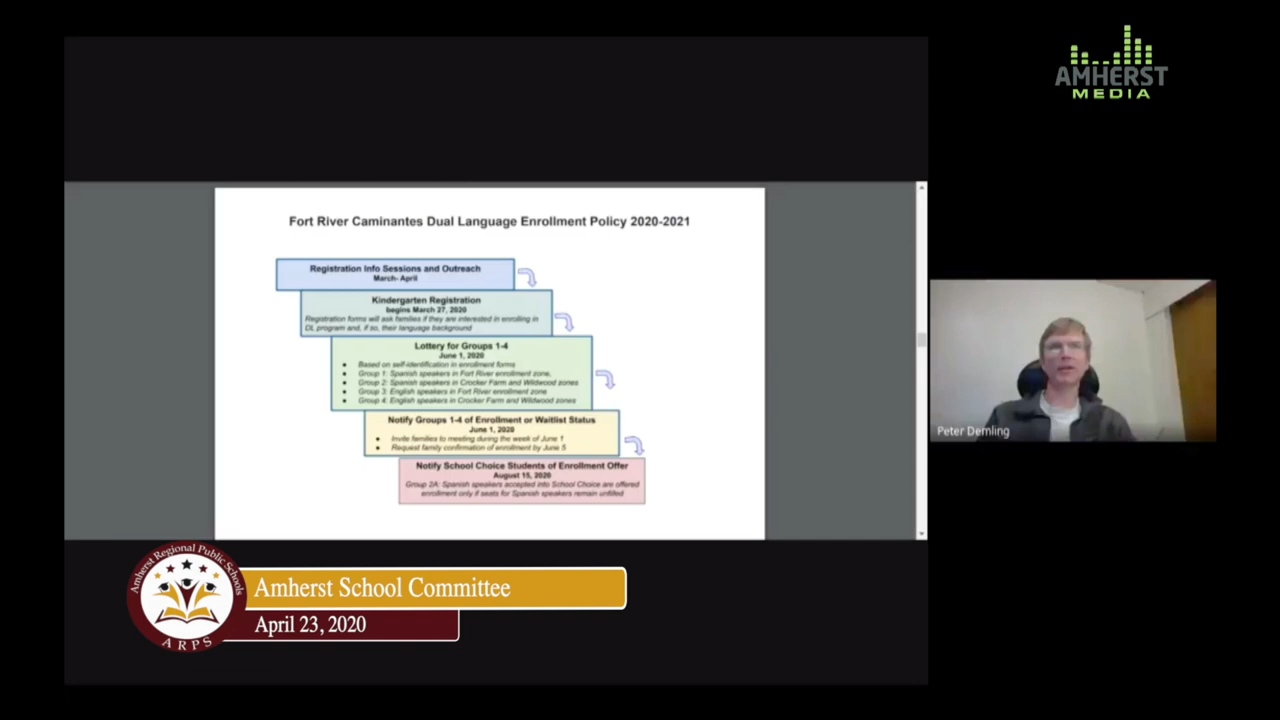 AMHERST
MEDIA
Fort River Caminantes Dual Language Enrollment Policy 2020-2021
Registration Info Sessions and Outreach
March- April
Kindergarten Registration
begins March 27, 2020
Registration forms will ask families if they are interested in enrolling in
DL program and, if so, their language background
Lottery for Groups 1-4
June 1, 2020
Based on self-identification in enrollment forms
Group 1: Spanish speakers in Fort River enrollment zone,
Group 2: Spanish speakers in Crocker Farm and Wildwood zones
Group 3: English speakers in Fort River enrollment zone
Group 4: English speakers in Crocker Farm and Wildwood zones
Notify Groups 1-4 of Enrollment or Waitlist Status
June 1, 2020
Invite families to meeting during the week of June 1
Request family confirmation of enrollment by June 5
Notify School Choice Students of Enrollment Offer
August 15, 2020
Group 2A: Spanish speakers accepted into School Choice are offered
enrollment only if seats for Spanish speakers remain unfilled
Peter Demling
Amherst Regional Public Schools
ARPS
Amherst School Committee
April 23, 2020